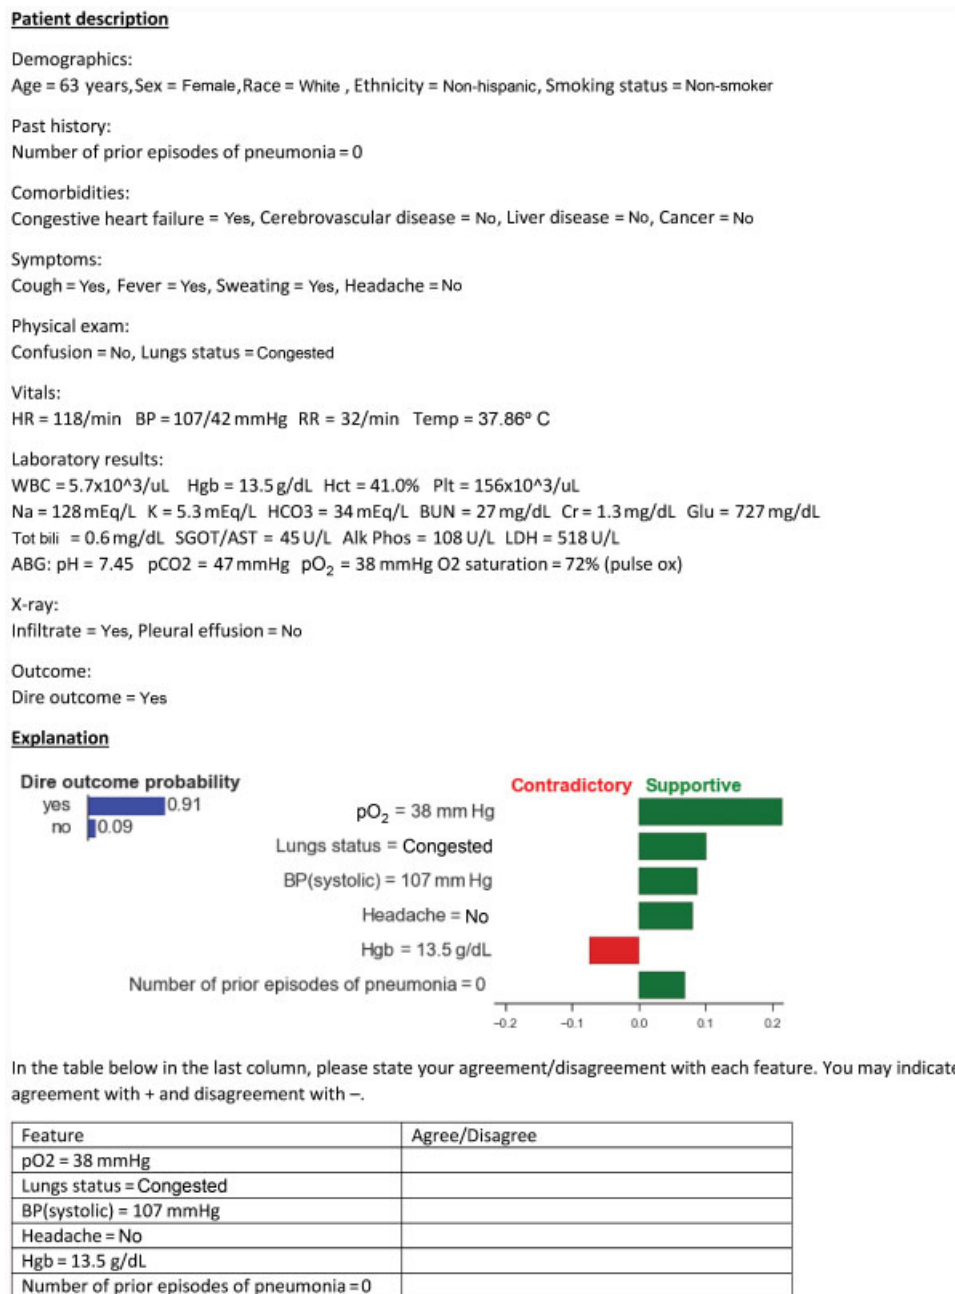 Patient description
Demographics:
Age = 63 years, Sex = Female, Race = White , Ethnicity = Non-hispanic, Smoking status = Non-smoker
Past history:
Number of prior episodes of pneumonia = 0
Comorbidities:
Congestive heart failure = Yes, Cerebrovascular disease = No, Liver disease = No, Cancer = No
Symptoms:
Cough = Yes, Fever = Yes, Sweating = Yes, Headache = No
Physical exam:
Confusion = No, Lungs status = Congested
Vitals:
HR = 118/min BP = 107/42 mmHg RR = 32/min Temp = 37.86° C
Laboratory results:
WBC = 5.7x10^3/uL Hgb = 13.5 g/dL Hct = 41.0% Plt = 156x10^3/uL
Na = 128 mEq/L K = 5.3 mEq/L HCO3 = 34 mEq/L BUN = 27 mg/dL Cr = 1.3 mg/dL Glu = 727 mg/dL
Tot bili = 0.6 mg/dL SGOT/AST = 45 U/L Alk Phos = 108 U/L LDH = 518 U/L
ABG: pH = 7.45 pCO2 = 47 mmHg pO₂ = 38 mmHg O2 saturation = 72% (pulse ox)
X-ray:
Infiltrate = Yes, Pleural effusion = No
Outcome:
Dire outcome = Yes
Explanation
Dire outcome probability
yes 0.91
no 0.09
Contradictory Supportive
pO₂ = 38 mm Hg
Lungs status = Congested
BP(systolic) = 107 mm Hg
Headache = No
Hgb = 13.5 g/dL
Number of prior episodes of pneumonia = 0
−0.2 −0.1 0.0 0.1 0.2
In the table below in the last column, please state your agreement/disagreement with each feature. You may indicate
agreement with + and disagreement with –.
Feature Agree/Disagree
pO2 = 38 mmHg
Lungs status = Congested
BP(systolic) = 107 mmHg
Headache = No
Hgb = 13.5 g/dL
Number of prior episodes of pneumonia = 0